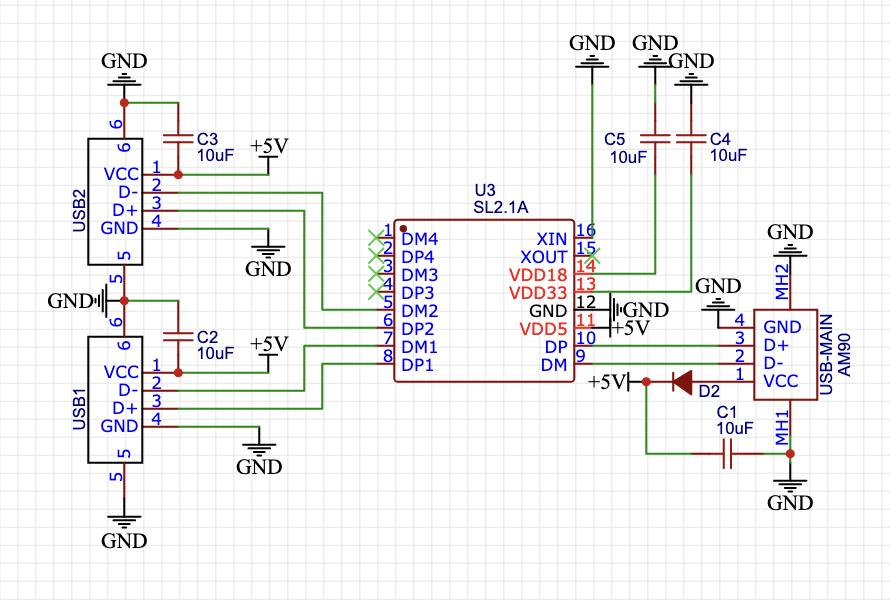 GND
6
6
C3
10uF
+5V
USB2
VCC 1
D- 2
D+ 3
GND 4
GND
5
5
GND
6
6
C2
10uF
+5V
USB1
VCC 1
D- 2
D+ 3
GND 4
GND
5
5
GND
U3
SL2.1A
1 DM4
2 DP4
3 DM3
4 DP3
5 DM2
6 DP2
7 DM1
8 DP1
XIN 16
XOUT 15
VDD18 14
VDD33 13
GND 12
VDD5 11
DP 10
DM 9
GND
GND
GND
C5
10uF
C4
10uF
GND
+5V
GND
GND
MH2
4 GND
3 D+
2 D-
1 VCC
USB-MAIN
AM90
+5V
D2
C1
10uF
MH1
GND